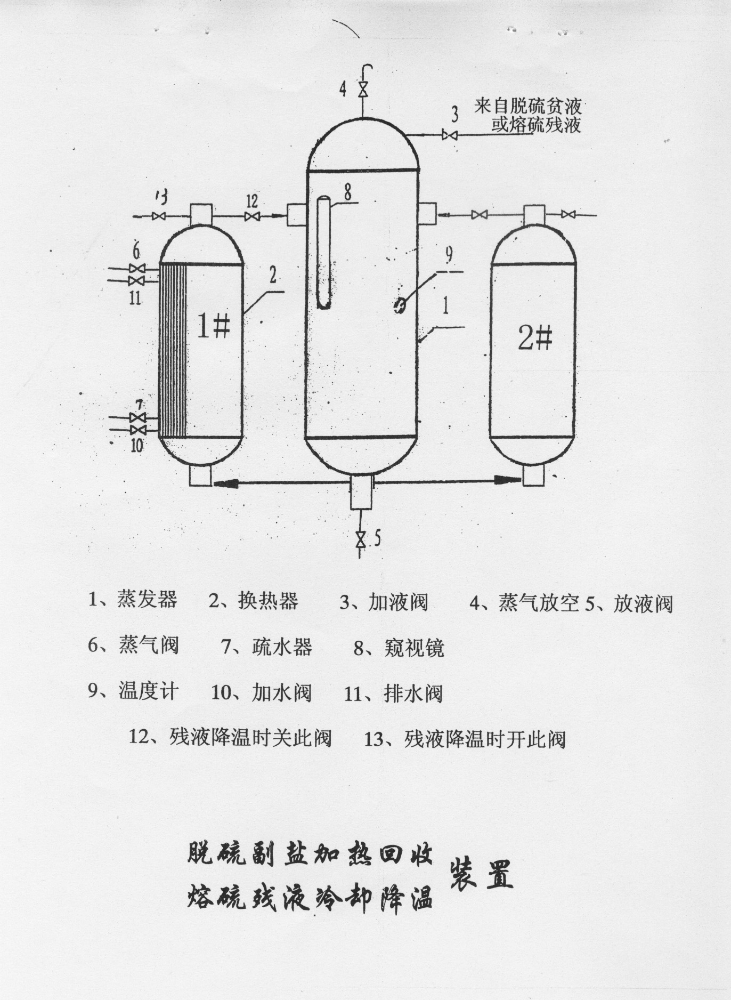 4
3
来自脱硫贫液
或熔硫残液
13
12
8
6
11
2
9
1
1#
2#
7
10
5
1、蒸发器 2、换热器 3、加液阀 4、蒸气放空 5、放液阀
6、蒸气阀 7、疏水器 8、窥视镜
9、温度计 10、加水阀 11、排水阀
12、残液降温时关此阀 13、残液降温时开此阀
脱硫副盐加热回收
熔硫残液冷却降温
装置